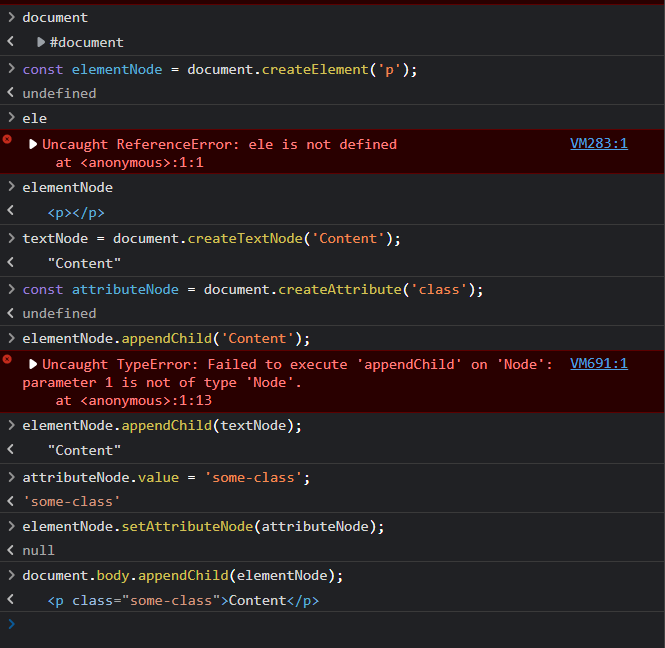 document
#document
const elementNode = document.createElement('p');
undefined
ele
Uncaught ReferenceError: ele is not defined VM283:1
at <anonymous>:1:1
elementNode
<p></p>
textNode = document.createTextNode('Content');
"Content"
const attributeNode = document.createAttribute('class');
undefined
elementNode.appendChild('Content');
Uncaught TypeError: Failed to execute 'appendChild' on 'Node': VM691:1
parameter 1 is not of type 'Node'.
at <anonymous>:1:13
elementNode.appendChild(textNode);
"Content"
attributeNode.value = 'some-class';
'some-class'
elementNode.setAttributeNode(attributeNode);
null
document.body.appendChild(elementNode);
<p class="some-class">Content</p>